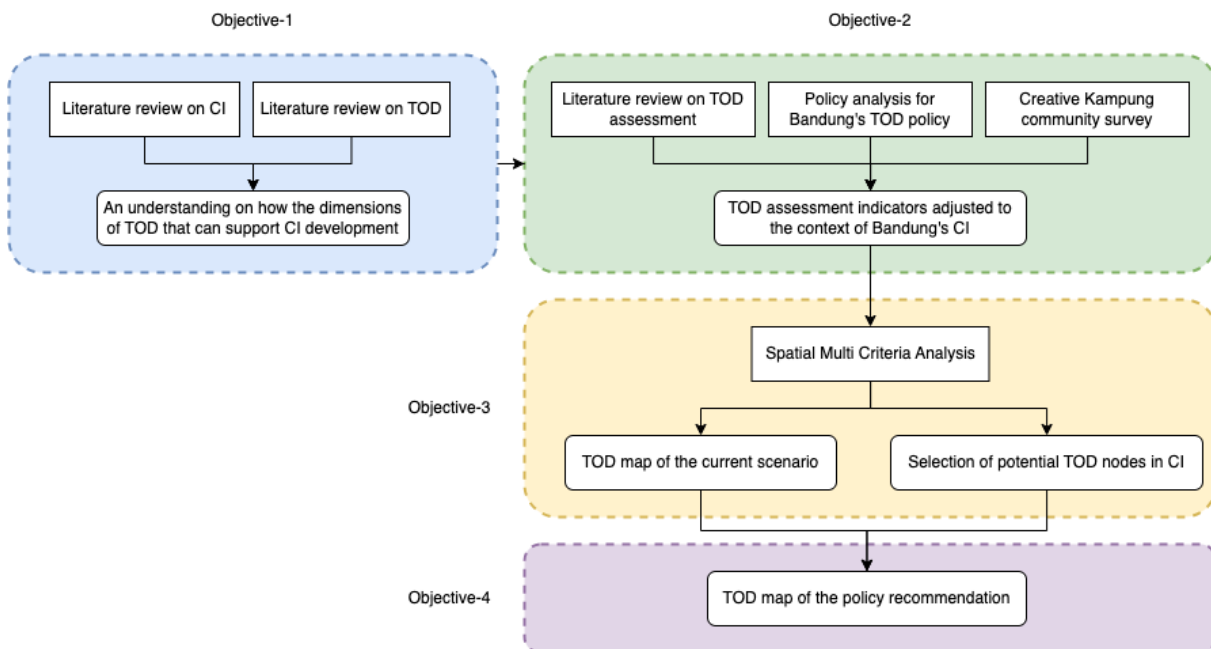 Objective-1
Literature review on CI
Literature review on TOD
An understanding on how the dimensions
of TOD that can support CI development
Objective-2
Literature review on TOD
assessment
Policy analysis for
Bandung's TOD policy
Creative Kampung
community survey
TOD assessment indicators adjusted to
the context of Bandung's CI
Objective-3
Spatial Multi Criteria Analysis
TOD map of the current scenario
Selection of potential TOD nodes in CI
Objective-4
TOD map of the policy recommendation